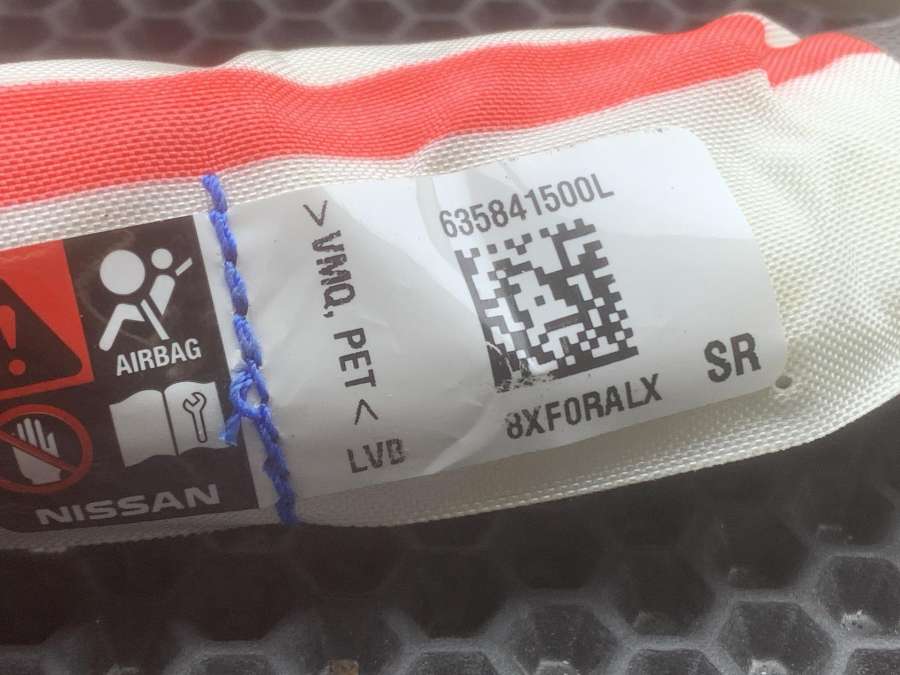 AIRBAG
NISSAN
>VMQ, PET<
LVB
635841500L
8XF0RALX
SR